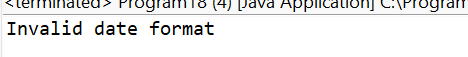 <terminated> Program18 (4) [Java Application] C:\Program
Invalid date format